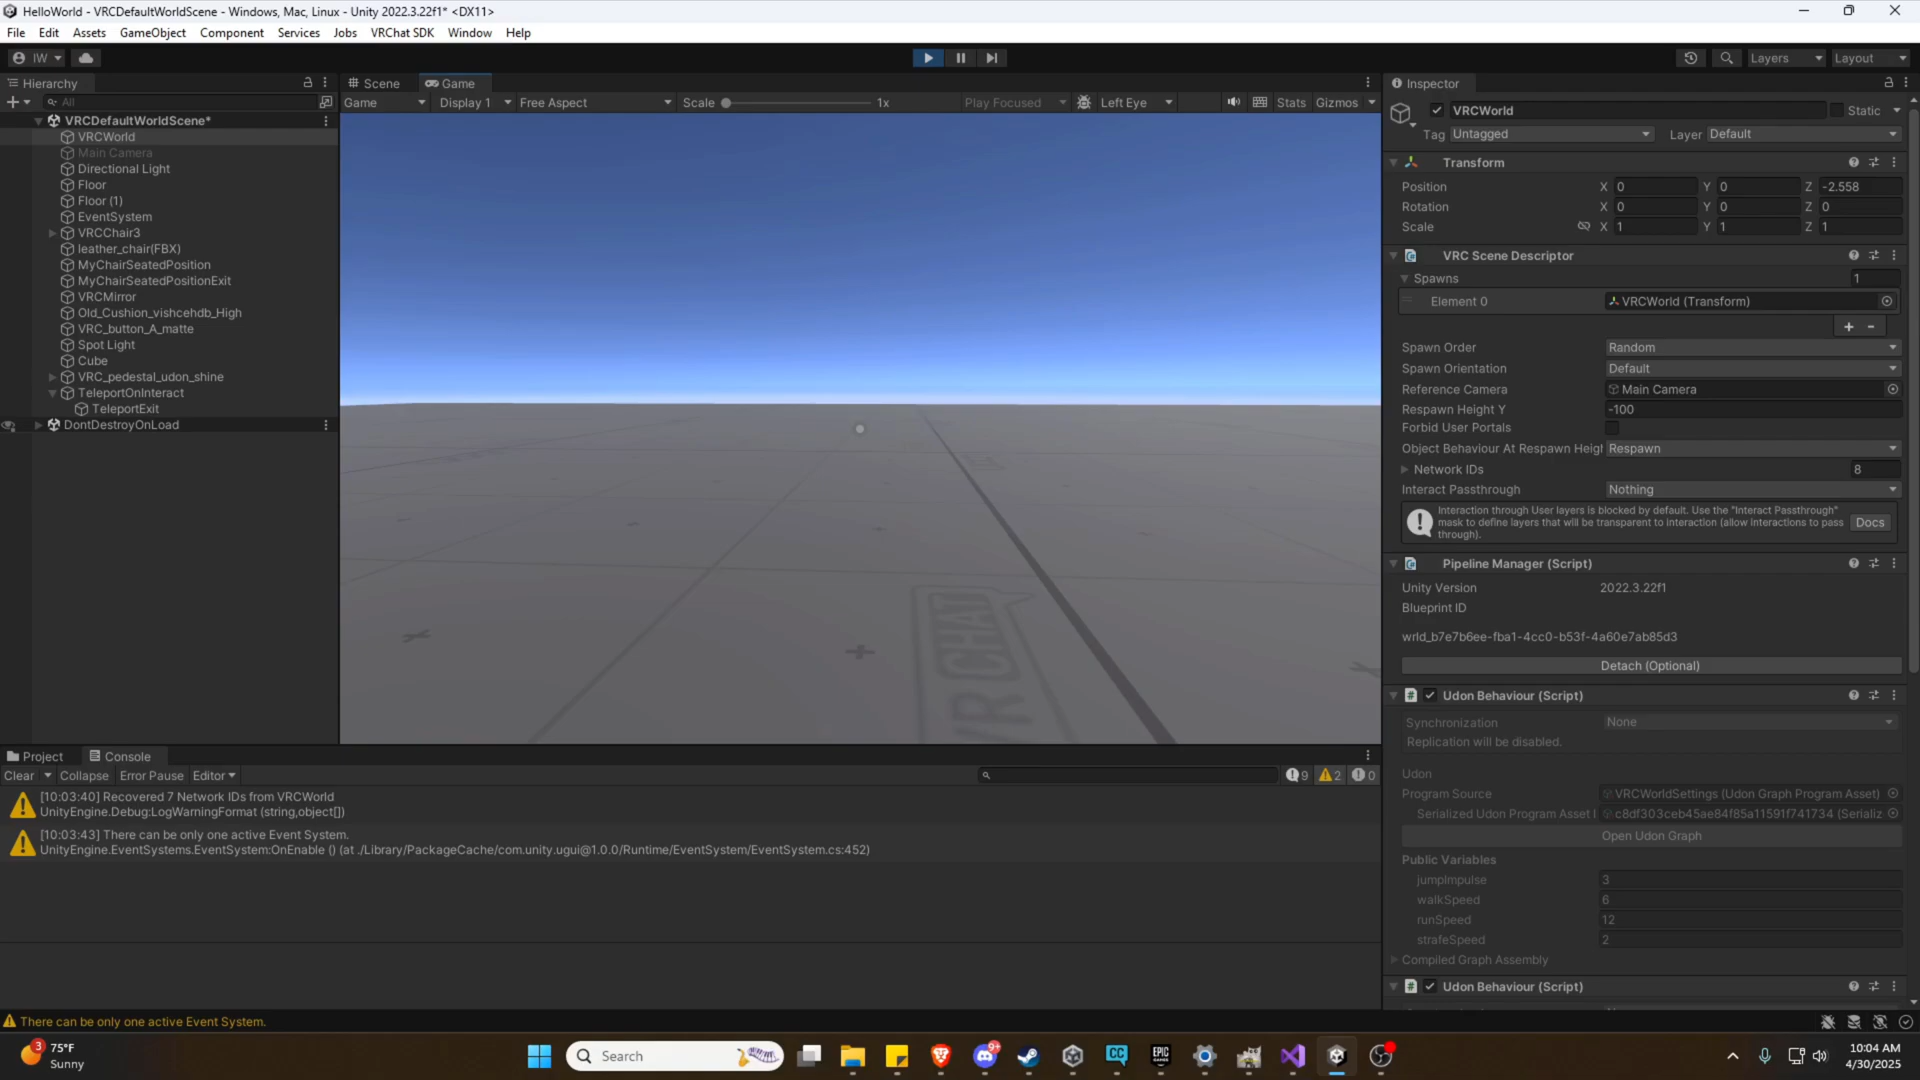 HelloWorld - VRCDefaultWorldScene - Windows, Mac, Linux - Unity 2022.3.22f1* <DX11>
File Edit Assets GameObject Component Services Jobs VRChat SDK Window Help
IW Layers Layout
Hierarchy
All
VRCDefaultWorldScene*
VRCWorld
Main Camera
Directional Light
Floor
Floor (1)
EventSystem
VRCChair3
leather_chair(FBX)
MyChairSeatedPosition
MyChairSeatedPositionExit
VRCMirror
Old_Cushion_vishcehdb_High
VRC_button_A_matte
Spot Light
Cube
VRC_pedestal_udon_shine
TeleportOnInteract
TeleportExit
DontDestroyOnLoad
Scene Game
Game Display 1 Free Aspect Scale 1x Play Focused Left Eye Stats Gizmos
VR CHAT
Inspector
VRCWorld Static
Tag Untagged Layer Default
Transform
Position X 0 Y 0 Z -2.558
Rotation X 0 Y 0 Z 0
Scale X 1 Y 1 Z 1
VRC Scene Descriptor
Spawns 1
Element 0 VRCWorld (Transform)
+ -
Spawn Order Random
Spawn Orientation Default
Reference Camera Main Camera
Respawn Height Y -100
Forbid User Portals
Object Behaviour At Respawn Heigl Respawn
Network IDs 8
Interact Passthrough Nothing
Interaction through User layers is blocked by default. Use the "Interact Passthrough"
mask to define layers that will be transparent to interaction (allow interactions to pass
through).
Docs
Pipeline Manager (Script)
Unity Version 2022.3.22f1
Blueprint ID
wrld_b7e7b6ee-fba1-4cc0-b53f-4a60e7ab85d3
Detach (Optional)
Udon Behaviour (Script)
Synchronization None
Replication will be disabled.
Udon
Program Source VRCWorldSettings (Udon Graph Program Asset)
Serialized Udon Program Asset I c8df303ceb45ae84f85a11591f741734 (Serializ
Open Udon Graph
Public Variables
jumpImpulse 3
walkSpeed 6
runSpeed 12
strafeSpeed 2
Compiled Graph Assembly
Udon Behaviour (Script)
Project Console
Clear Collapse Error Pause Editor 9 2 0
[10:03:40] Recovered 7 Network IDs from VRCWorld
UnityEngine.Debug:LogWarningFormat (string,object[])
[10:03:43] There can be only one active Event System.
UnityEngine.EventSystems.EventSystem:OnEnable () (at ./Library/PackageCache/com.unity.ugui@1.0.0/Runtime/EventSystem/EventSystem.cs:452)
There can be only one active Event System.
3
75°F
Sunny
Search
9+
CC
EPIC
GAMES
10:04 AM
4/30/2025